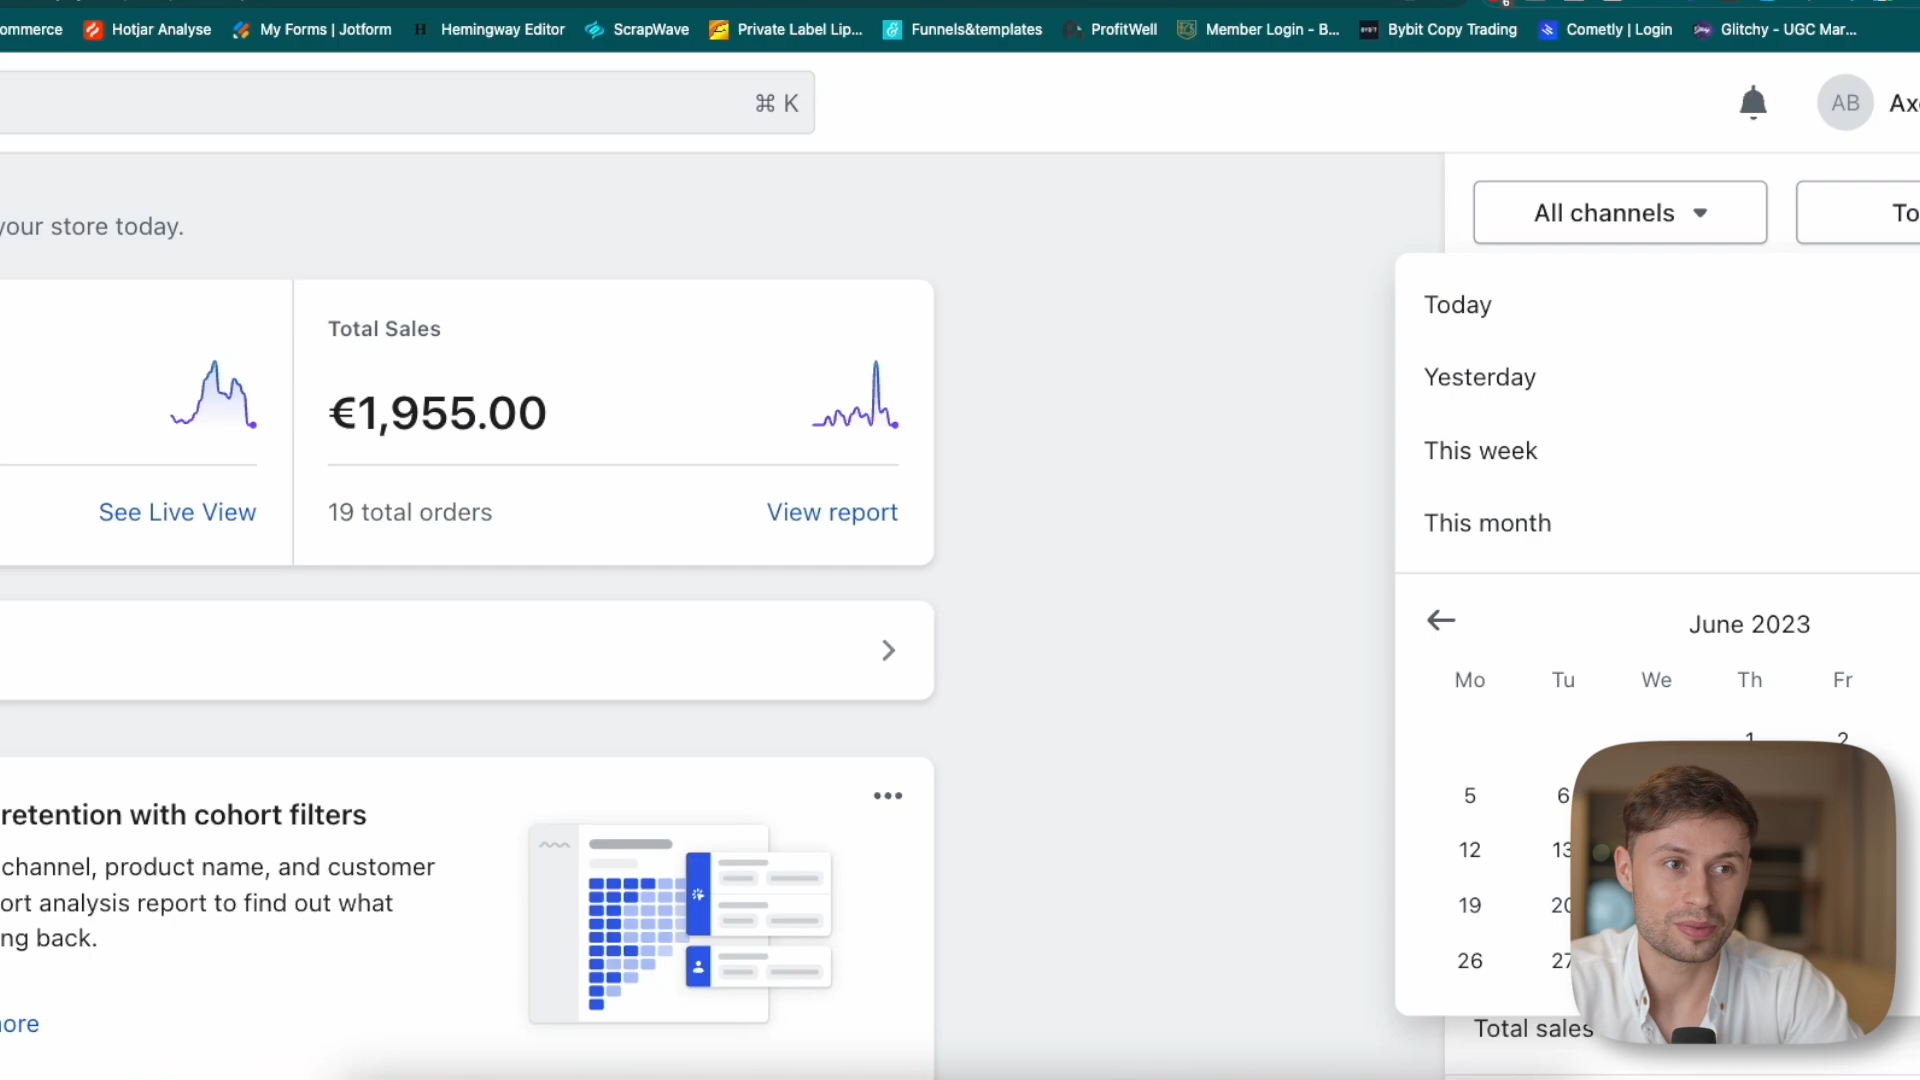 ommerce Hotjar Analyse My Forms | Jotform Hemingway Editor ScrapWave Private Label Lip... Funnels&templates ProfitWell Member Login - B... Bybit Copy Trading Cometly | Login Glitchy - UGC Mar...
⌘ K
AB Axe
your store today.
All channels
To
Total Sales
€1,955.00
See Live View
19 total orders
View report
retention with cohort filters
channel, product name, and customer
ort analysis report to find out what
ng back.
ore
Today
Yesterday
This week
This month
June 2023
Mo Tu We Th Fr
1 2
5 6
12 13
19 20
26 27
Total sales